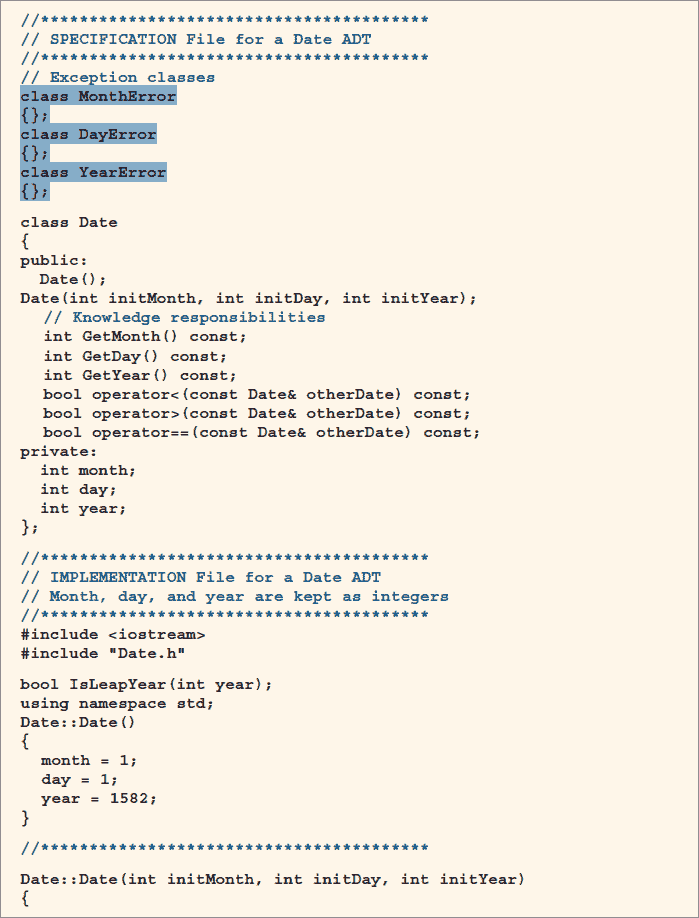 //****************************************
// SPECIFICATION File for a Date ADT
//****************************************
// Exception classes
class MonthError
{};
class DayError
{};
class YearError
{};
class Date
{
public:
  Date();
Date(int initMonth, int initDay, int initYear);
  // Knowledge responsibilities
  int GetMonth() const;
  int GetDay() const;
  int GetYear() const;
  bool operator<(const Date& otherDate) const;
  bool operator>(const Date& otherDate) const;
  bool operator==(const Date& otherDate) const;
private:
  int month;
  int day;
  int year;
};
//****************************************
// IMPLEMENTATION File for a Date ADT
// Month, day, and year are kept as integers
//****************************************
#include <iostream>
#include "Date.h"
bool IsLeapYear(int year);
using namespace std;
Date::Date()
{
  month = 1;
  day = 1;
  year = 1582;
}
//****************************************
Date::Date(int initMonth, int initDay, int initYear)
{